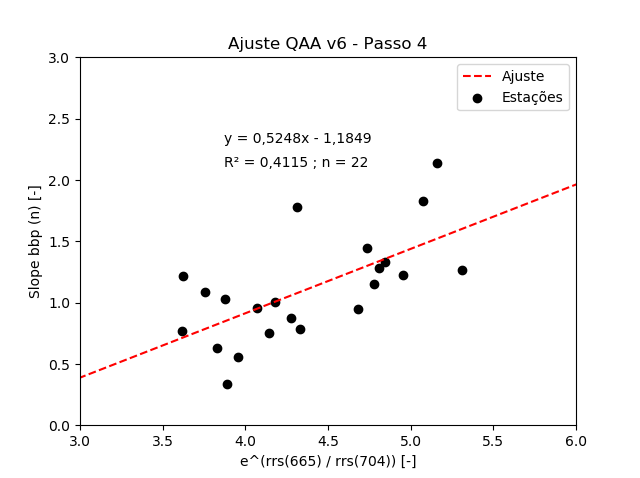 Ajuste QAA v6 - Passo 4
3.0
2.5
2.0
1.5
1.0
0.5
0.0
Slope bbp (n) [-]
Ajuste
Estações
y = 0,5248x - 1,1849
R² = 0,4115 ; n = 22
3.0 3.5 4.0 4.5 5.0 5.5 6.0
e^(rrs(665) / rrs(704)) [-]